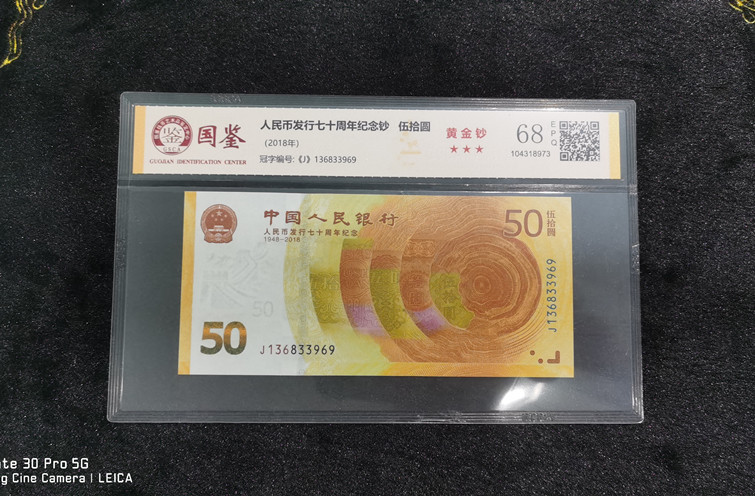 国鉴
GUOJIAN IDENTIFICATION CENTER
人民币发行七十周年纪念钞 伍拾圆
(2018年)
冠字编号:《J》136833969
黄金钞
★★★
68 EPQ
104318973
中国人民银行
人民币发行七十周年纪念
1948-2018
50 伍拾圆
J136833969
50
50
J136833969
ate 30 Pro 5G
g Cine Camera | LEICA